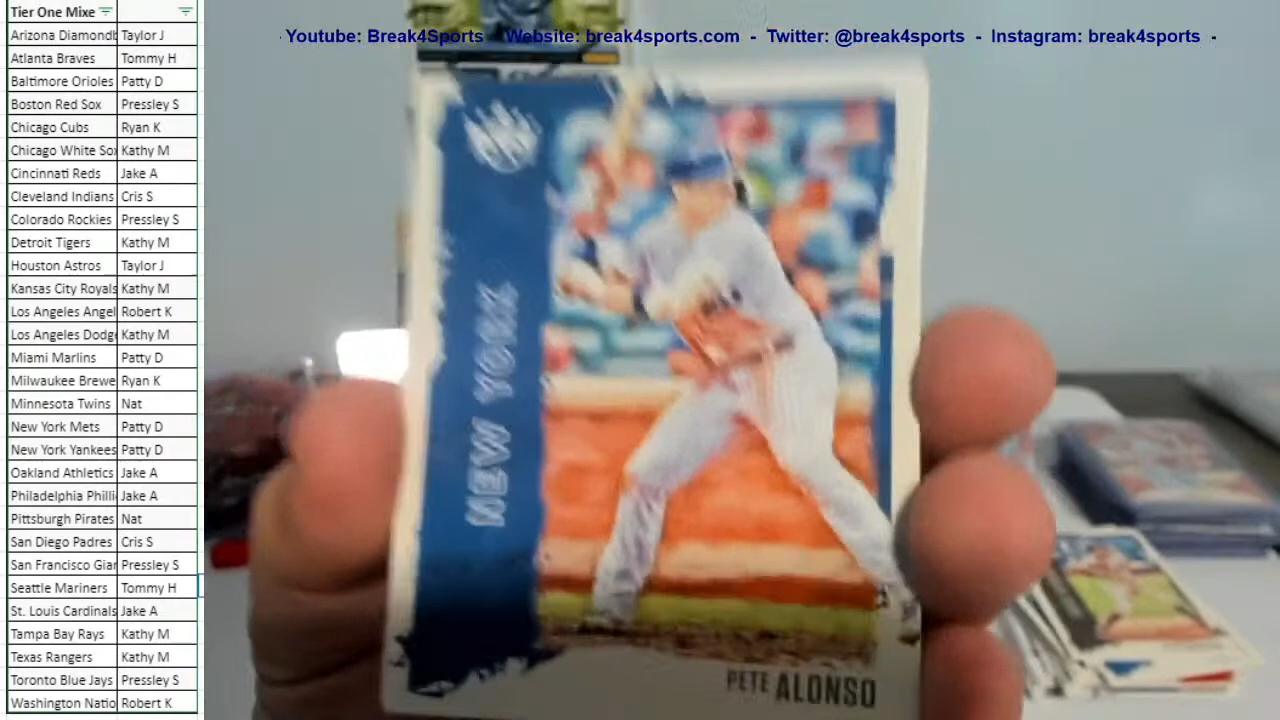 Tier One Mixe
Arizona Diamondb Taylor J
Atlanta Braves Tommy H
Baltimore Orioles Patty D
Boston Red Sox Pressley S
Chicago Cubs Ryan K
Chicago White Sox Kathy M
Cincinnati Reds Jake A
Cleveland Indians Cris S
Colorado Rockies Pressley S
Detroit Tigers Kathy M
Houston Astros Taylor J
Kansas City Royals Kathy M
Los Angeles Angel Robert K
Los Angeles Dodge Kathy M
Miami Marlins Patty D
Milwaukee Brewe Ryan K
Minnesota Twins Nat
New York Mets Patty D
New York Yankees Patty D
Oakland Athletics Jake A
Philadelphia Philli Jake A
Pittsburgh Pirates Nat
San Diego Padres Cris S
San Francisco Giar Pressley S
Seattle Mariners Tommy H
St. Louis Cardinals Jake A
Tampa Bay Rays Kathy M
Texas Rangers Kathy M
Toronto Blue Jays Pressley S
Washington Natio Robert K
Youtube: Break4Sports - Website: break4sports.com - Twitter: @break4sports - Instagram: break4sports -
NEW YORK
PETE ALONSO